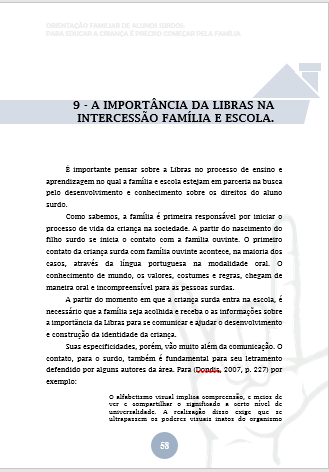 ORIENTAÇÃO FAMILIAR DE ALUNOS SURDOS:
PARA EDUCAR A CRIANÇA É PRECISO COMEÇAR PELA FAMÍLIA
9 - A IMPORTÂNCIA DA LIBRAS NA
INTERCESSÃO FAMÍLIA E ESCOLA.
É importante pensar sobre a Libras no processo de ensino e
aprendizagem no qual a família e escola estejam em parceria na busca
pelo desenvolvimento e conhecimento sobre os direitos do aluno
surdo.
Como sabemos, a família é primeira responsável por iniciar o
processo de vida da criança na sociedade. A partir do nascimento do
filho surdo se inicia o contato com a família ouvinte. O primeiro
contato da criança surda com família ouvinte acontece, na maioria dos
casos, através da língua portuguesa na modalidade oral. O
conhecimento de mundo, os valores, costumes e regras, chegam de
maneira oral e incompreensível para as pessoas surdas.
A partir do momento em que a criança surda entra na escola, é
necessário que a família seja acolhida e receba o as informações sobre
a importância da Libras para se comunicar e ajudar o desenvolvimento
e construção da identidade da criança.
Suas especificidades, porém, vão muito além da comunicação. O
contato, para o surdo, também é fundamental para seu letramento
defendido por alguns autores da área. Para (Dondis, 2007, p. 227) por
exemplo:
O alfabetismo visual implica compreensão, e meios de
ver e compartilhar o significado a certo nível de
universalidade. A realização disso exige que se
ultrapassem os poderes visuais inatos do organismo
58